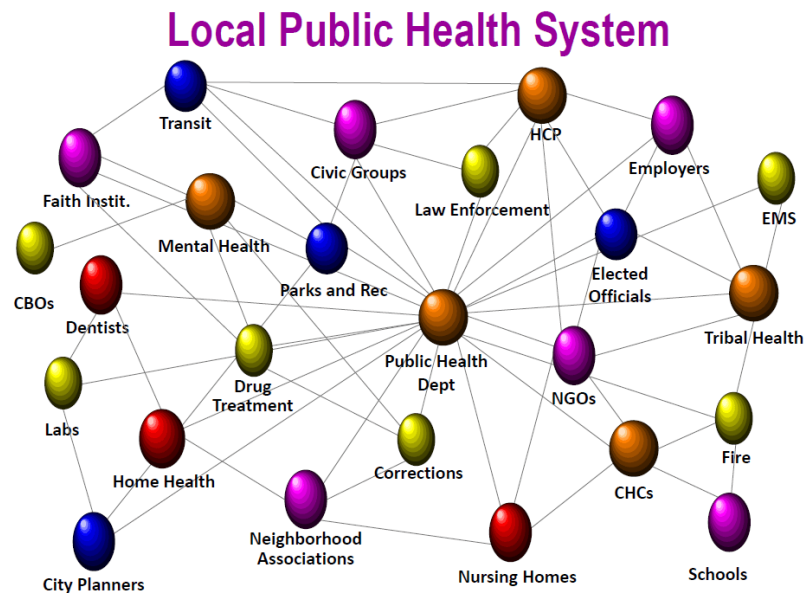 Local Public Health System
Transit
HCP
Civic Groups
Employers
Faith Instit.
Law Enforcement
EMS
Mental Health
CBOs
Parks and Rec
Elected
Officials
Dentists
Tribal Health
Public Health
Dept
Drug
Treatment
NGOs
Labs
Home Health
Corrections
Fire
CHCs
Neighborhood
Associations
City Planners
Nursing Homes
Schools